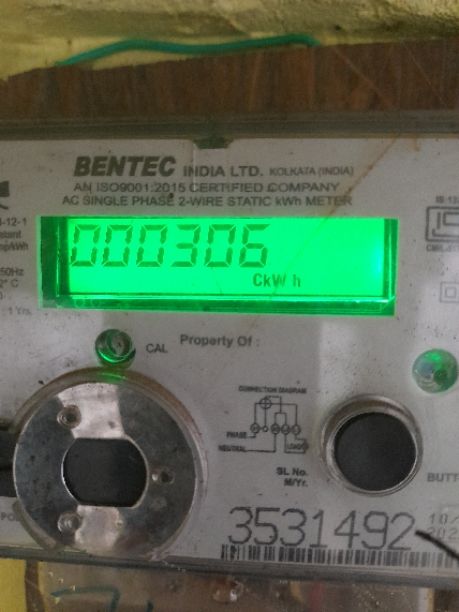 BENTEC INDIA LTD. KOLKATA (INDIA)
AN ISO9001:2015 CERTIFIED COMPANY
AC SINGLE PHASE 2-WIRE STATIC kWh METER
000306
CkW h
50Hz
CAL
Property Of :
CONNECTION DIAGRAM
PHASE
NEUTRAL
LOAD
SL No.
M/Yr.
3531492